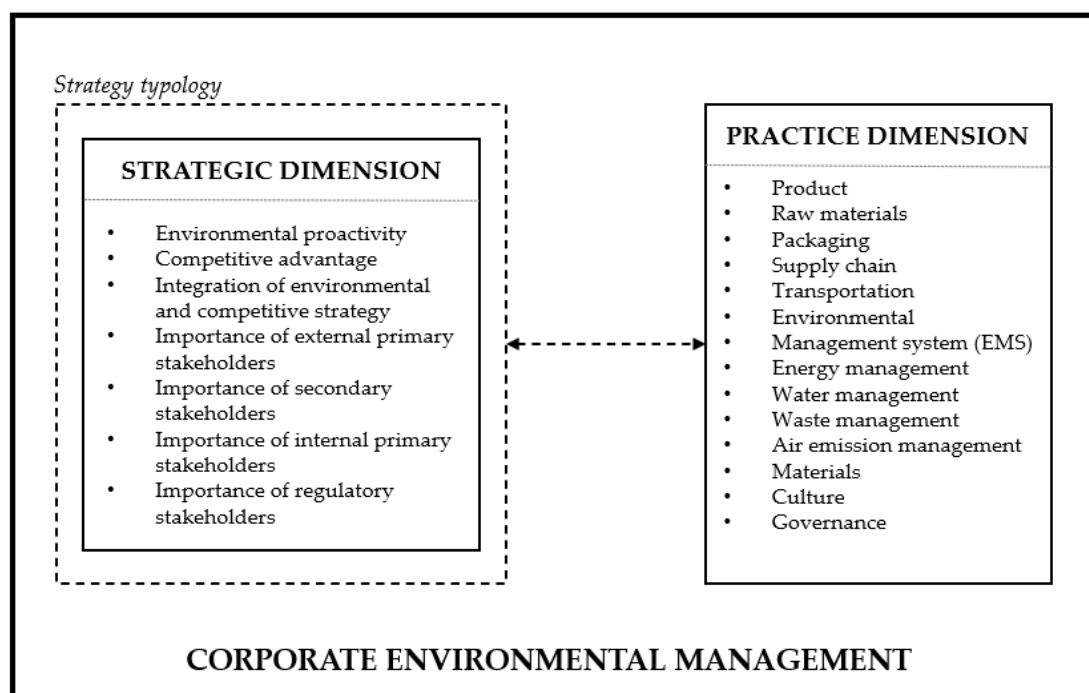 Strategy typology
STRATEGIC DIMENSION
• Environmental proactivity
• Competitive advantage
• Integration of environmental
and competitive strategy
• Importance of external primary
stakeholders
• Importance of secondary
stakeholders
• Importance of internal primary
stakeholders
• Importance of regulatory
stakeholders
PRACTICE DIMENSION
• Product
• Raw materials
• Packaging
• Supply chain
• Transportation
• Environmental
• Management system (EMS)
• Energy management
• Water management
• Waste management
• Air emission management
• Materials
• Culture
• Governance
CORPORATE ENVIRONMENTAL MANAGEMENT